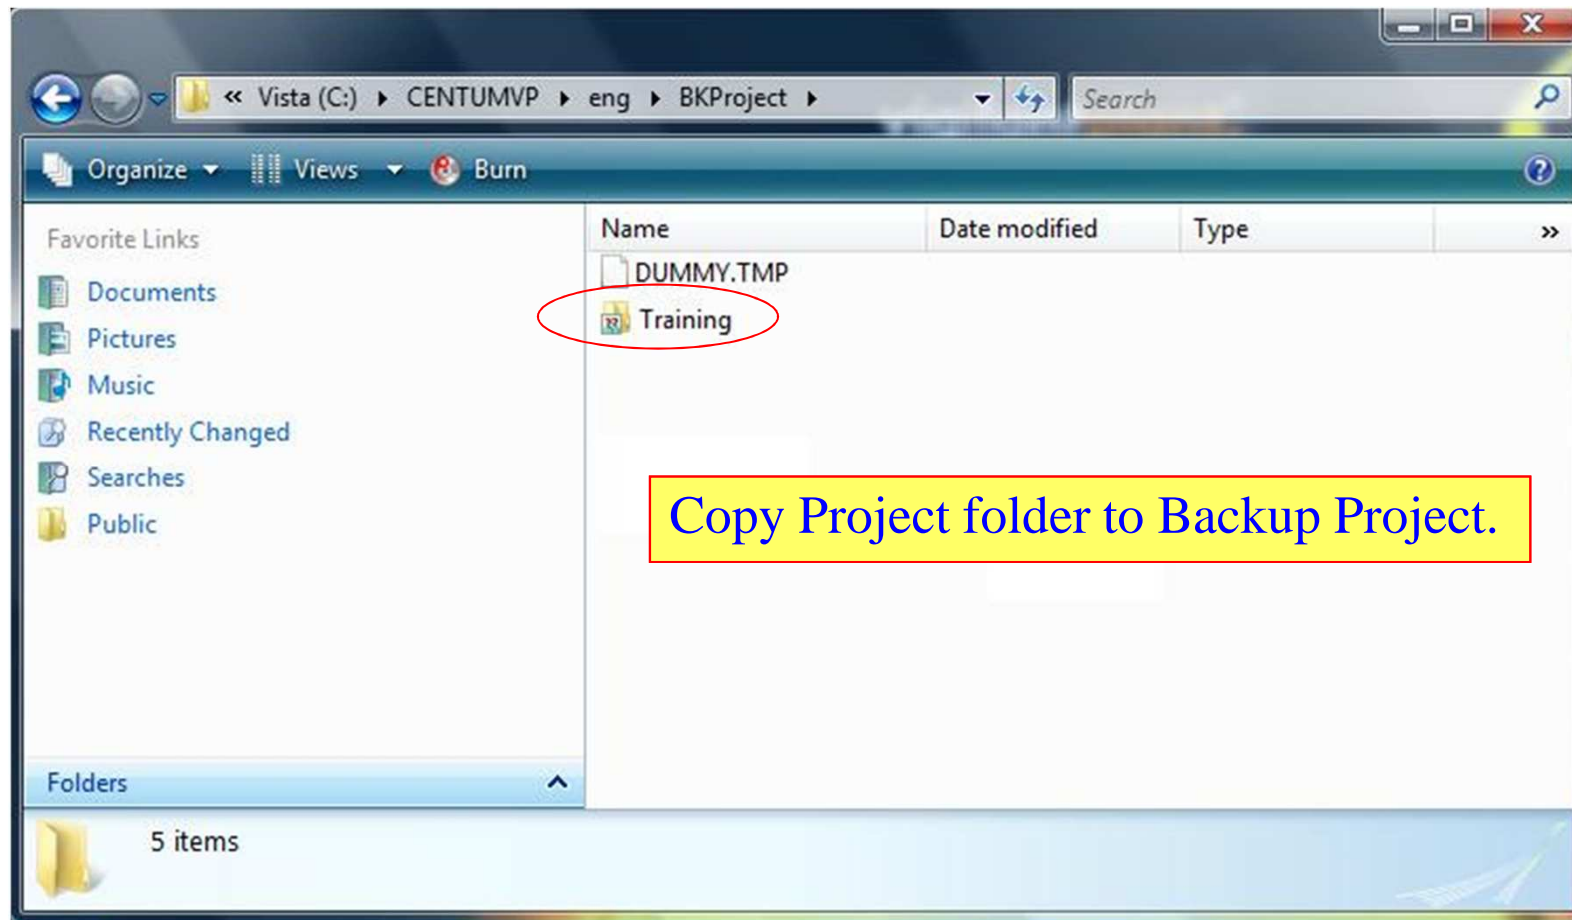 « Vista (C:) ▸ CENTUMVP ▸ eng ▸ BKProject ▸ Search
Organize Views Burn ?
Favorite Links
Documents
Pictures
Music
Recently Changed
Searches
Public
Folders
Name Date modified Type »
DUMMY.TMP
Training
Copy Project folder to Backup Project.
5 items